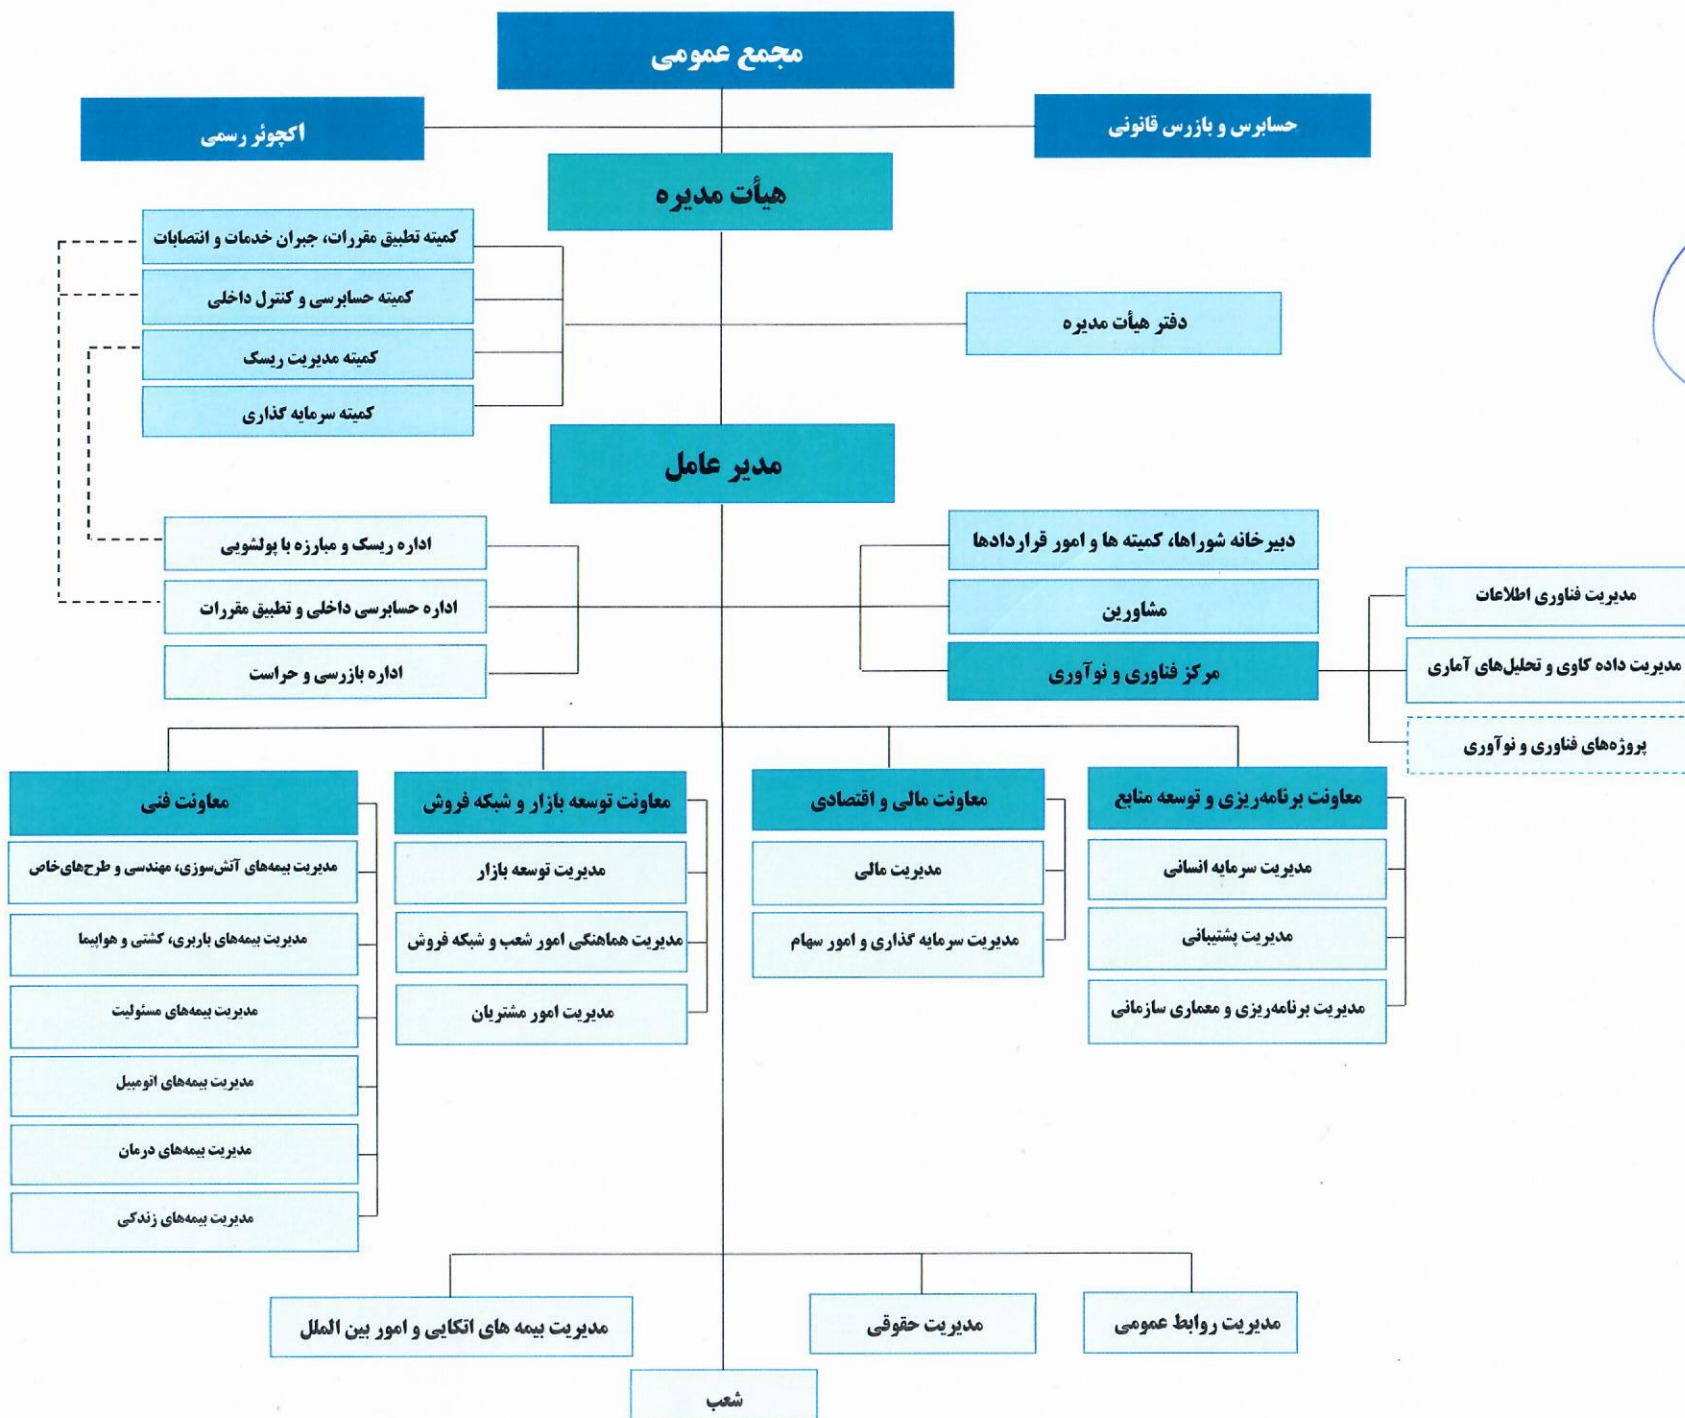 مجمع عمومی
حسابرس و بازرس قانونی
اکچوئر رسمی
هیأت مدیره
کمیته تطبیق مقررات، جبران خدمات و انتصابات
کمیته حسابرسی و کنترل داخلی
دفتر هیأت مدیره
کمیته مدیریت ریسک
کمیته سرمایه گذاری
مدیر عامل
دبیرخانه شوراها، کمیته ها و امور قراردادها
مشاورین
مرکز فناوری و نوآوری
اداره ریسک و مبارزه با پولشویی
اداره حسابرسی داخلی و تطبیق مقررات
اداره بازرسی و حراست
مدیریت فناوری اطلاعات
مدیریت داده کاوی و تحلیل‌های آماری
پروژه‌های فناوری و نوآوری
معاونت برنامه‌ریزی و توسعه منابع
مدیریت سرمایه انسانی
مدیریت پشتیبانی
مدیریت برنامه‌ریزی و معماری سازمانی
معاونت مالی و اقتصادی
مدیریت مالی
مدیریت سرمایه گذاری و امور سهام
معاونت توسعه بازار و شبکه فروش
مدیریت توسعه بازار
مدیریت هماهنگی امور شعب و شبکه فروش
مدیریت امور مشتریان
معاونت فنی
مدیریت بیمه‌های آتش‌سوزی، مهندسی و طرح‌های‌خاص
مدیریت بیمه‌های باربری، کشتی و هواپیما
مدیریت بیمه‌های مسئولیت
مدیریت بیمه‌های اتومبیل
مدیریت بیمه‌های درمان
مدیریت بیمه‌های زندگی
مدیریت روابط عمومی
مدیریت حقوقی
مدیریت بیمه های اتکایی و امور بین الملل
شعب